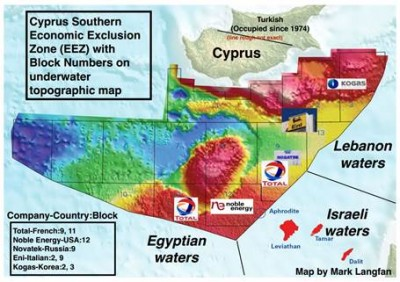 Cyprus Southern
Economic Exclusion
Zone (EEZ) with
Block Numbers on
underwater
topographic map
Turkish
(Occupied since 1974)
Cyprus
KOGAS
13
Lebanon
waters
NOVATEK
TOTAL
10
TOTAL
noble
energy
Aphrodite
Israeli
waters
Leviathan
Tamar
Dalit
Egyptian
waters
Company-Country:Block
Total-French:9, 11
Noble Energy-USA:12
Novatek-Russia:9
Eni-Italian:2, 9
Kogas-Korea:2, 3
Map by Mark Langfan